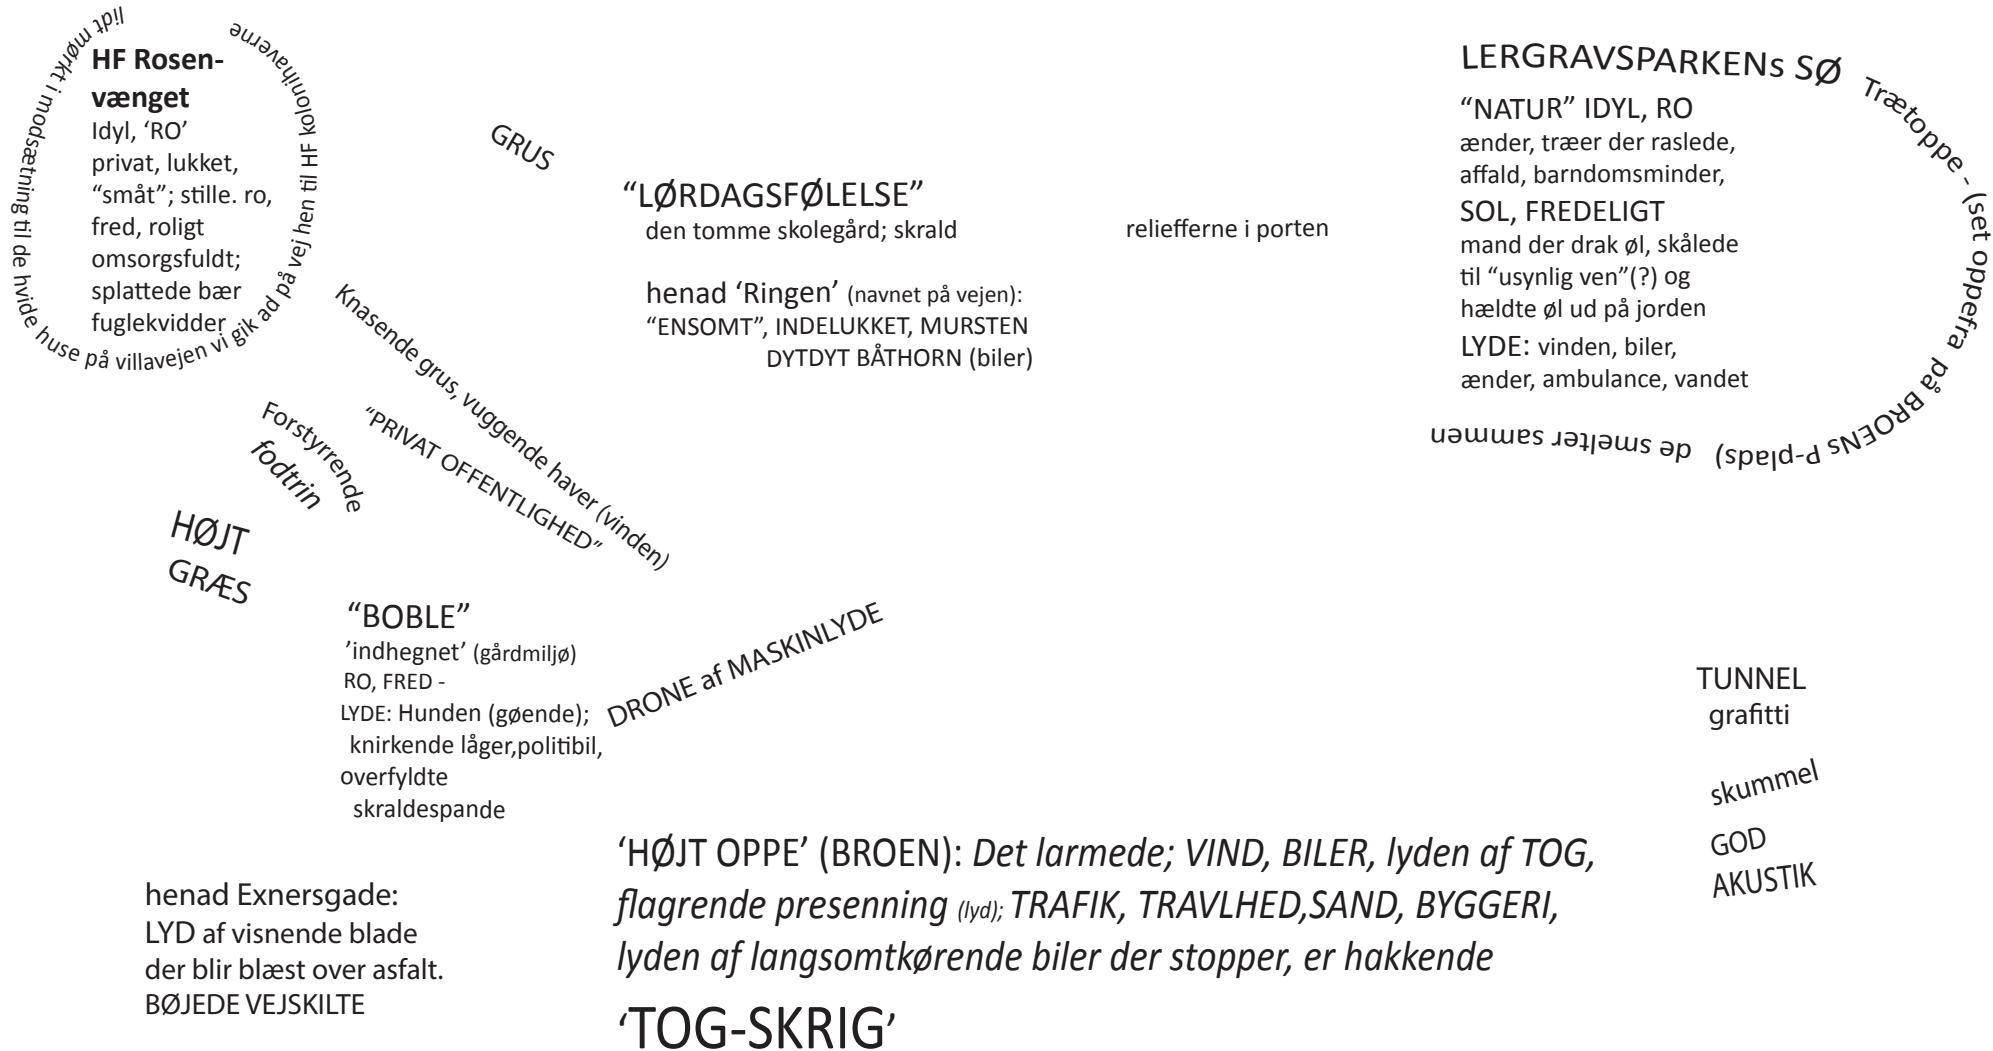 lidt mørkt i modsætning til de hvide huse på villavejen vi gik ad på vej hen til HF kolonihaverne
HF Rosen-
vænget
Idyl, ‘RO’
privat, lukket,
“småt”; stille. ro,
fred, roligt
omsorgsfuldt;
splattede bær
fuglekvidder
GRUS
“LØRDAGSFØLELSE”
den tomme skolegård; skrald
henad ‘Ringen’ (navnet på vejen):
“ENSOMT”, INDELUKKET, MURSTEN
DYTDYT BÅTHORN (biler)
reliefferne i porten
LERGRAVSPARKENs SØ
“NATUR” IDYL, RO
ænder, træer der raslede,
affald, barndomsminder,
SOL, FREDELIGT
mand der drak øl, skålede
til “usynlig ven”(?) og
hældte øl ud på jorden
LYDE: vinden, biler,
ænder, ambulance, vandet
Trætoppe - (set oppefra på BROENs P-plads) de smelter sammen
Knasende grus, vuggende haver (vinden)
“PRIVAT OFFENTLIGHED”
Forstyrrende
fodtrin
HØJT
GRÆS
“BOBLE”
’indhegnet’ (gårdmiljø)
RO, FRED -
LYDE: Hunden (gøende);
knirkende låger,politibil,
overfyldte
skraldespande
DRONE af MASKINLYDE
TUNNEL
grafitti
skummel
GOD
AKUSTIK
henad Exnersgade:
LYD af visnende blade
der blir blæst over asfalt.
BØJEDE VEJSKILTE
‘HØJT OPPE’ (BROEN): Det larmede; VIND, BILER, lyden af TOG,
flagrende presenning (lyd); TRAFIK, TRAVLHED,SAND, BYGGERI,
lyden af langsomtkørende biler der stopper, er hakkende
‘TOG-SKRIG’